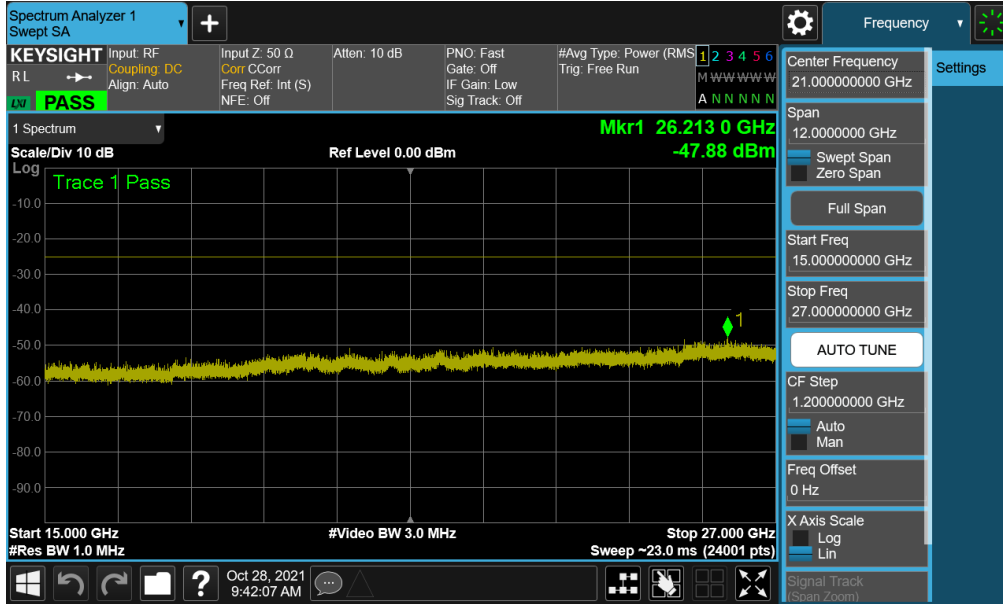 Spectrum Analyzer 1
Swept SA
Frequency
KEYSIGHT
R L
LXI PASS
Input: RF
Coupling: DC
Align: Auto
Input Z: 50 Ω
Corr CCorr
Freq Ref: Int (S)
NFE: Off
Atten: 10 dB
PNO: Fast
Gate: Off
IF Gain: Low
Sig Track: Off
#Avg Type: Power (RMS
Trig: Free Run
1 2 3 4 5 6
M W W W W W
A N N N N N
1 Spectrum
Scale/Div 10 dB
Ref Level 0.00 dBm
Mkr1 26.213 0 GHz
-47.88 dBm
Log
Trace 1 Pass
-10.0
-20.0
-30.0
-40.0
-50.0
-60.0
-70.0
-80.0
-90.0
1
Start 15.000 GHz
#Res BW 1.0 MHz
#Video BW 3.0 MHz
Stop 27.000 GHz
Sweep ~23.0 ms (24001 pts)
?
Oct 28, 2021
9:42:07 AM
Center Frequency
21.000000000 GHz
Span
12.0000000 GHz
Swept Span
Zero Span
Full Span
Start Freq
15.000000000 GHz
Stop Freq
27.000000000 GHz
AUTO TUNE
CF Step
1.200000000 GHz
Auto
Man
Freq Offset
0 Hz
X Axis Scale
Log
Lin
Signal Track
(Span Zoom)
Settings